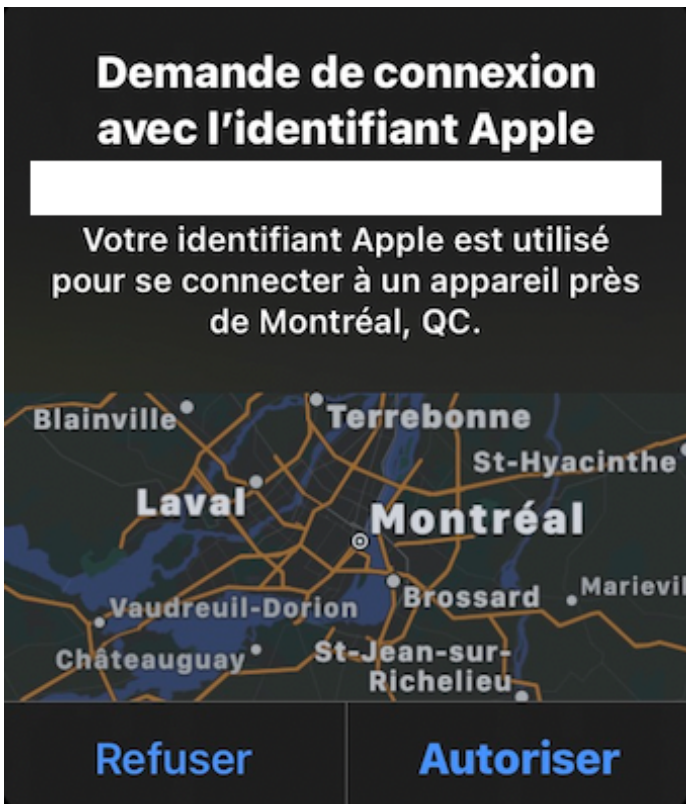 Demande de connexion
avec l’identifiant Apple
Votre identifiant Apple est utilisé
pour se connecter à un appareil près
de Montréal, QC.
Blainville
Terrebonne
St-Hyacinthe
Laval
Montréal
Brossard
Marievil
Vaudreuil-Dorion
Châteauguay
St-Jean-sur-
Richelieu
Refuser
Autoriser